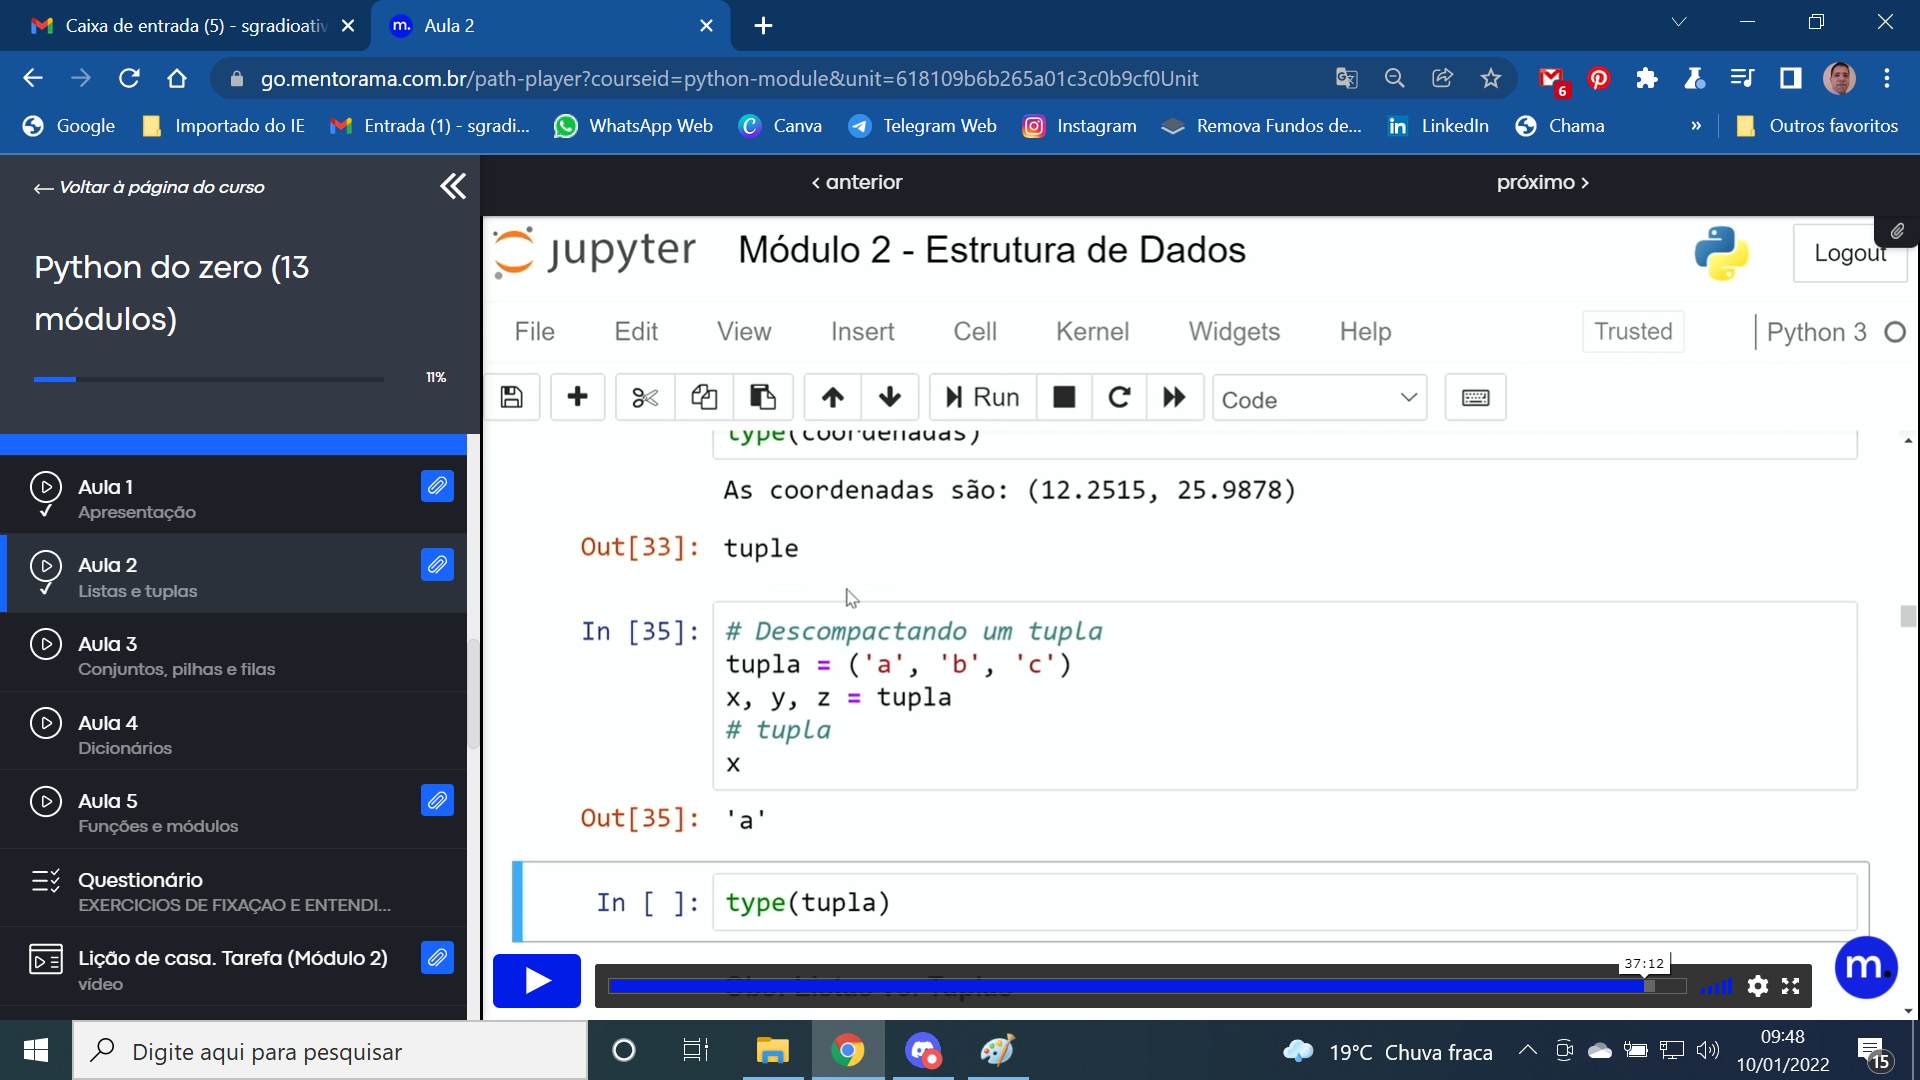 Caixa de entrada (5) - sgradioativ
Aula 2
go.mentorama.com.br/path-player?courseid=python-module&unit=618109b6b265a01c3c0b9cf0Unit
6
Google
Importado do IE
Entrada (1) - sgradi...
WhatsApp Web
Canva
Telegram Web
Instagram
Remova Fundos de...
LinkedIn
Chama
»
Outros favoritos
← Voltar à página do curso
Python do zero (13
módulos)
11%
Aula 1
Apresentação
Aula 2
Listas e tuplas
Aula 3
Conjuntos, pilhas e filas
Aula 4
Dicionários
Aula 5
Funções e módulos
Questionário
EXERCICIOS DE FIXAÇAO E ENTENDI...
Lição de casa. Tarefa (Módulo 2)
vídeo
‹ anterior
próximo ›
jupyter
Módulo 2 - Estrutura de Dados
Logout
File
Edit
View
Insert
Cell
Kernel
Widgets
Help
Trusted
Python 3
Run
Code
type(coordenadas)
As coordenadas são: (12.2515, 25.9878)
Out[33]: tuple
In [35]: # Descompactando um tupla
tupla = ('a', 'b', 'c')
x, y, z = tupla
# tupla
x
Out[35]: 'a'
In [ ]: type(tupla)
37:12
m.
Digite aqui para pesquisar
19°C Chuva fraca
09:48
10/01/2022
15